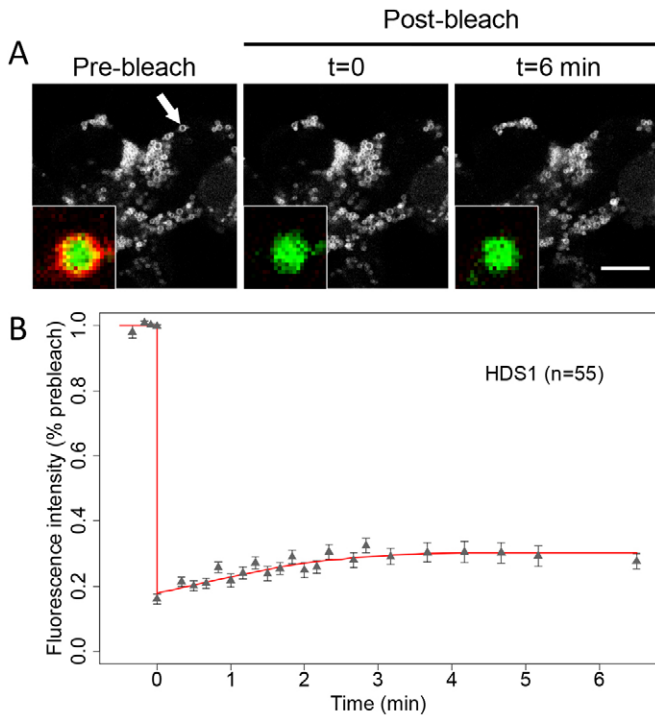 Post-bleach
A
Pre-bleach
t=0
t=6 min
B
Fluorescence intensity (% prebleach)
1.0
0.8
0.6
0.4
0.2
0.0
HDS1 (n=55)
0 1 2 3 4 5 6
Time (min)